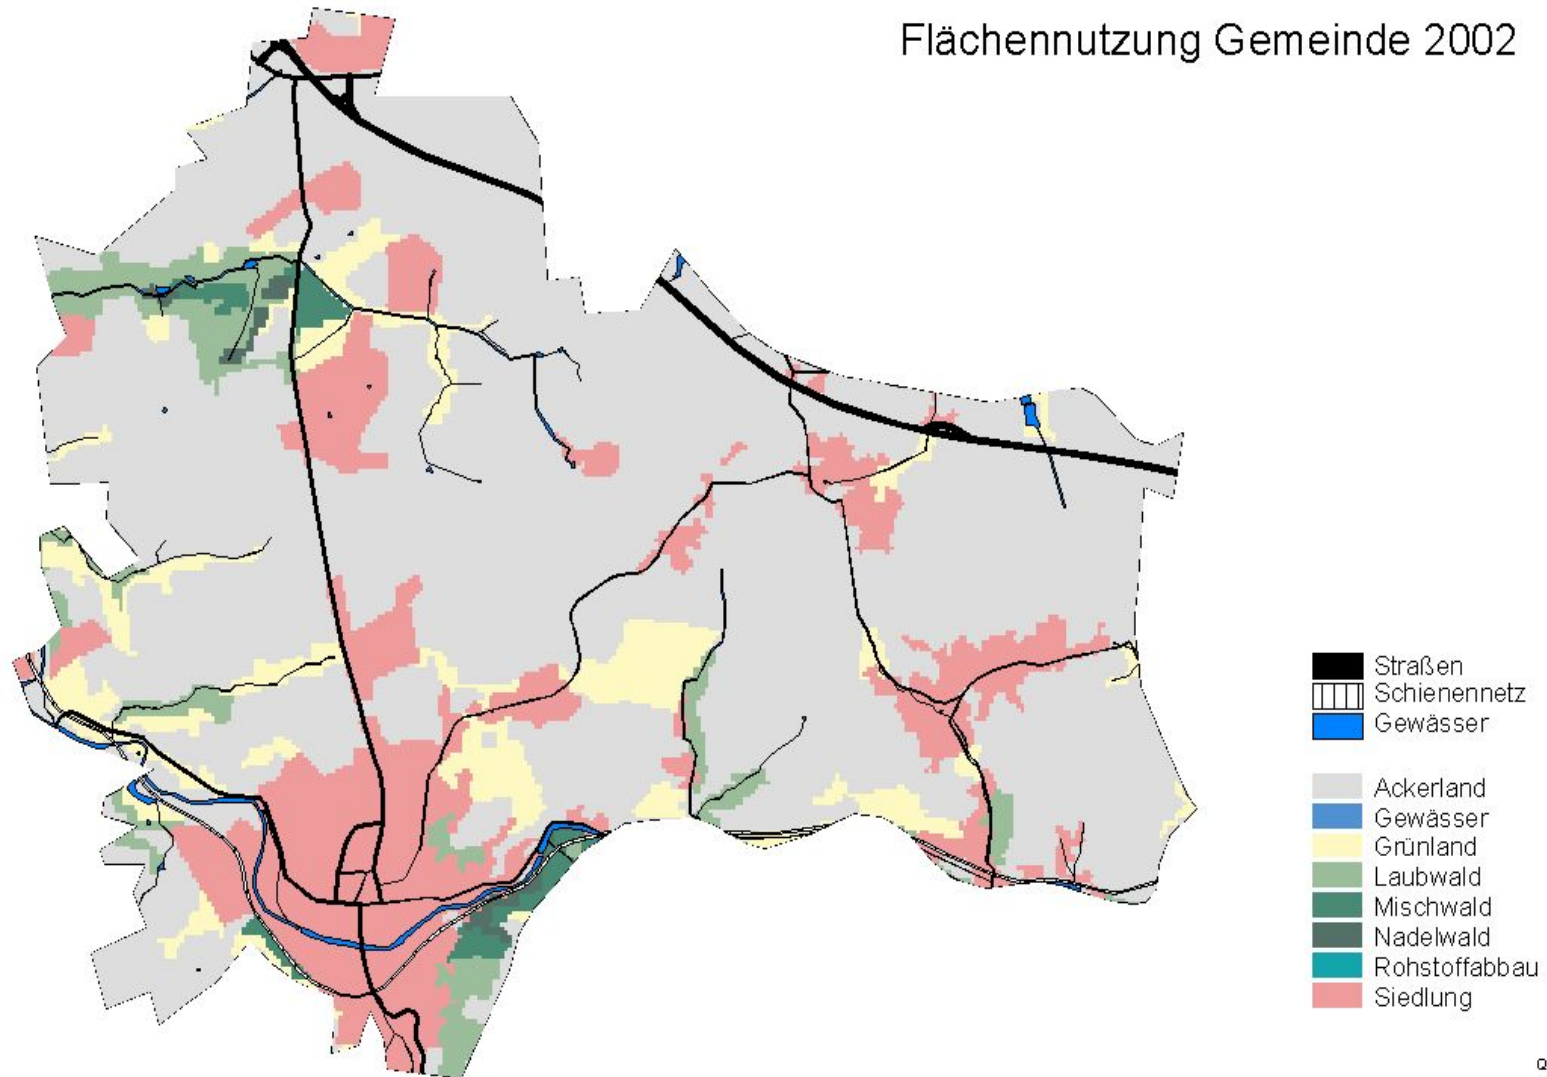 Flächennutzung Gemeinde 2002
Straßen
Schienennetz
Gewässer
Ackerland
Gewässer
Grünland
Laubwald
Mischwald
Nadelwald
Rohstoffabbau
Siedlung
Q